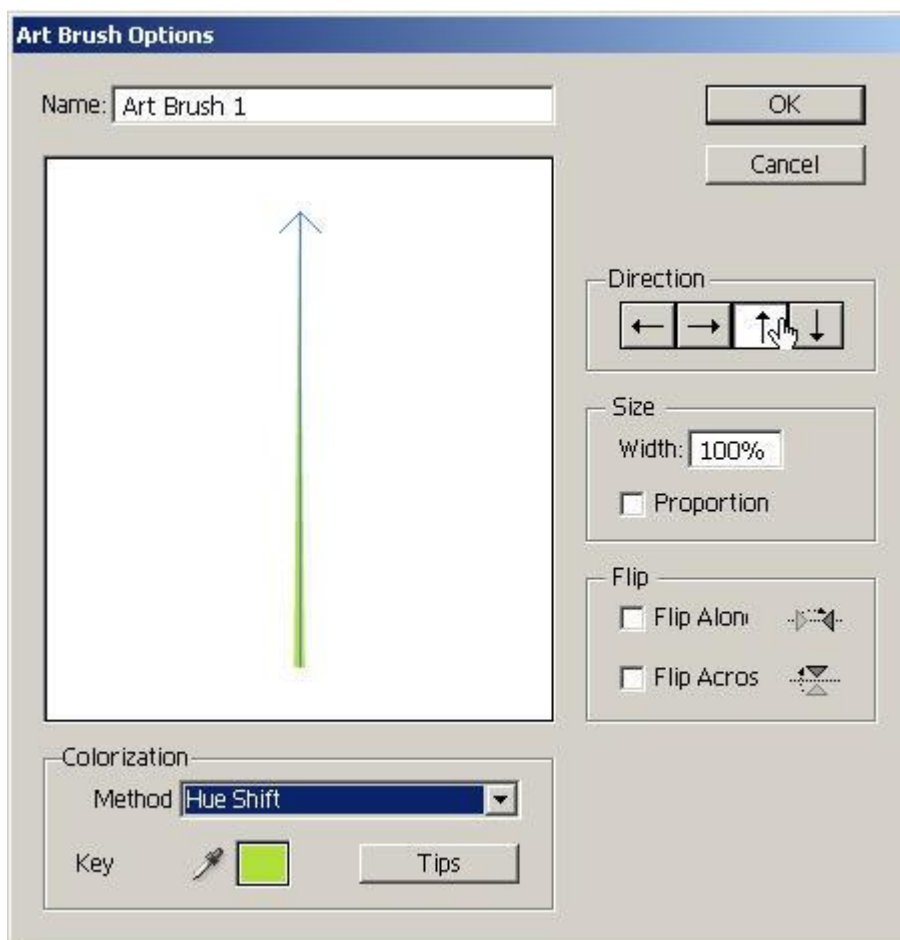 Art Brush Options
Name: Art Brush 1
OK
Cancel
Direction
Size
Width: 100%
Proportion
Flip
Flip Alon
Flip Acros
Colorization
Method Hue Shift
Key
Tips